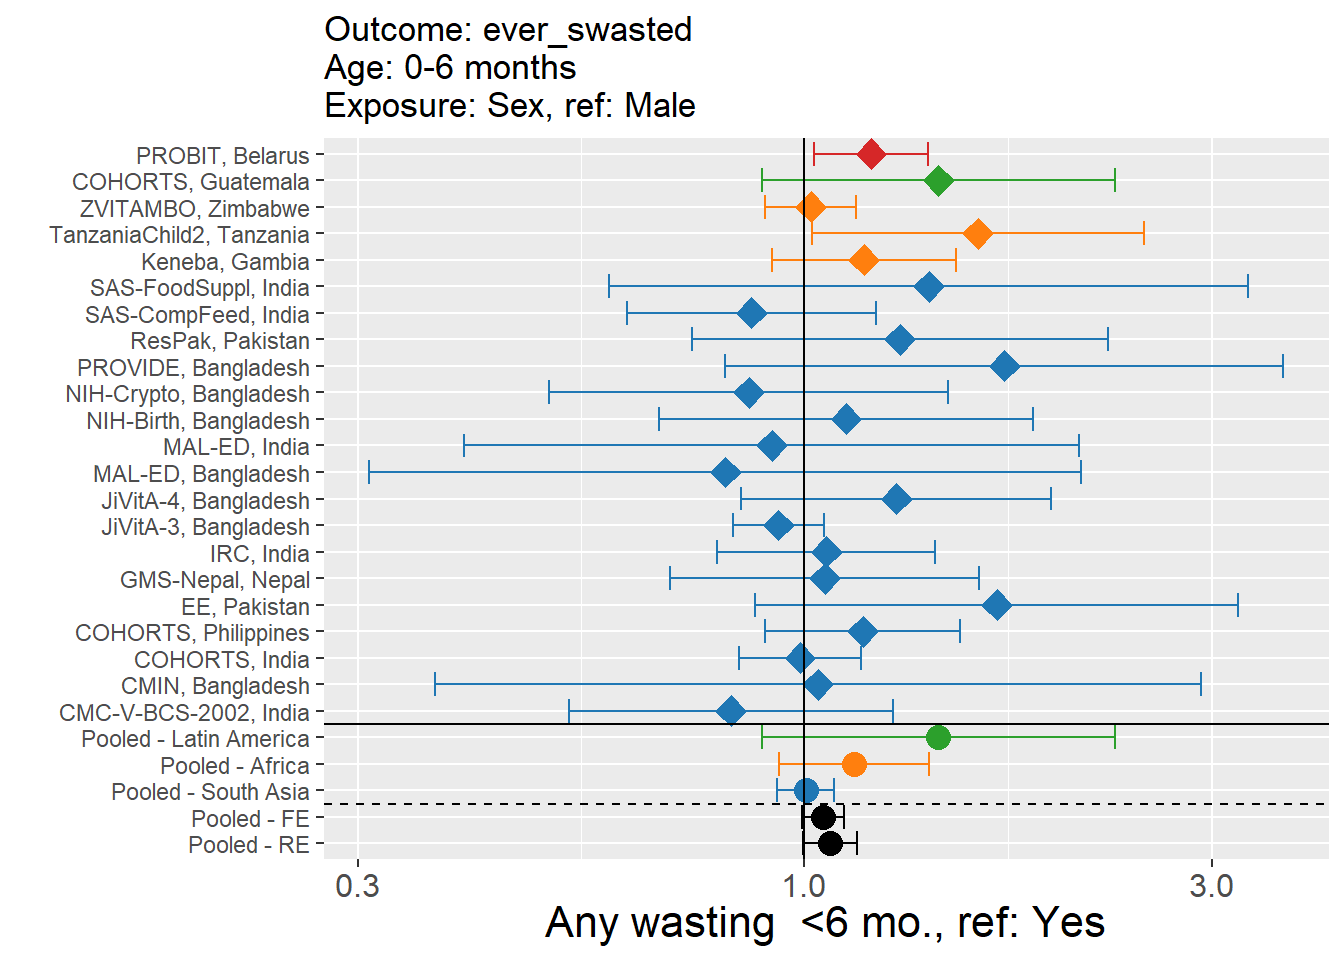 Outcome: ever_swasted
Age: 0-6 months
Exposure: Sex, ref: Male
PROBIT, Belarus
COHORTS, Guatemala
ZVITAMBO, Zimbabwe
TanzaniaChild2, Tanzania
Keneba, Gambia
SAS-FoodSuppl, India
SAS-CompFeed, India
ResPak, Pakistan
PROVIDE, Bangladesh
NIH-Crypto, Bangladesh
NIH-Birth, Bangladesh
MAL-ED, India
MAL-ED, Bangladesh
JiVitA-4, Bangladesh
JiVitA-3, Bangladesh
IRC, India
GMS-Nepal, Nepal
EE, Pakistan
COHORTS, Philippines
COHORTS, India
CMIN, Bangladesh
CMC-V-BCS-2002, India
Pooled - Latin America
Pooled - Africa
Pooled - South Asia
Pooled - FE
Pooled - RE
0.3 1.0 3.0
Any wasting  <6 mo., ref: Yes